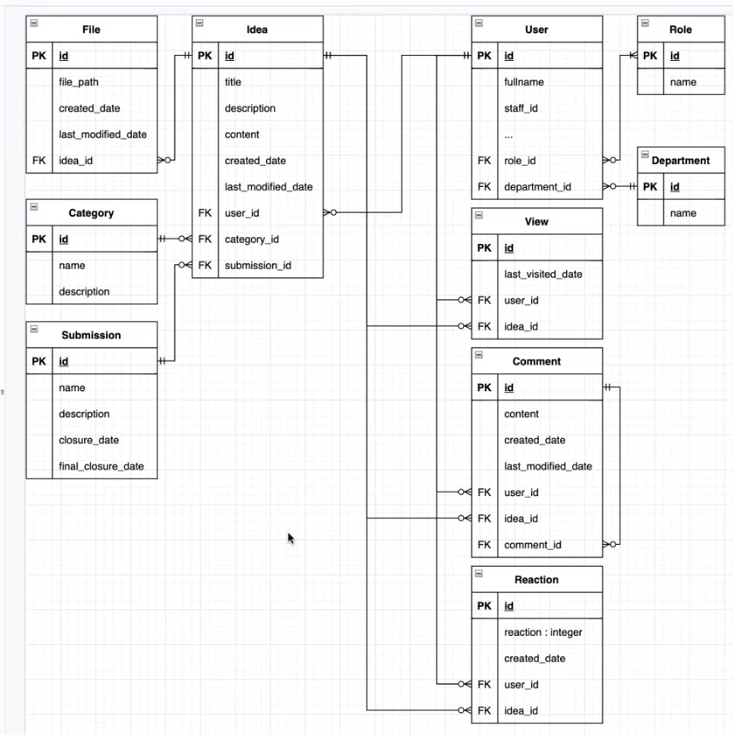 File
PK id
file_path
created_date
last_modified_date
FK idea_id
Category
PK id
name
description
Submission
PK id
name
description
closure_date
final_closure_date
Idea
PK id
title
description
content
created_date
last_modified_date
FK user_id
FK category_id
FK submission_id
User
PK id
fullname
staff_id
...
FK role_id
FK department_id
Role
PK id
name
Department
PK id
name
View
PK id
last_visited_date
FK user_id
FK idea_id
Comment
PK id
content
created_date
last_modified_date
FK user_id
FK idea_id
FK comment_id
Reaction
PK id
reaction : integer
created_date
FK user_id
FK idea_id